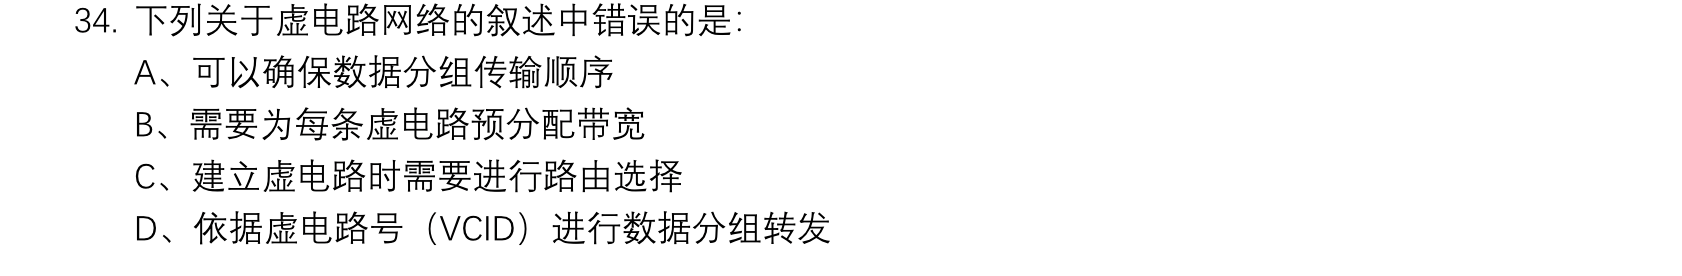 34. 下列关于虚电路网络的叙述中错误的是：
A、可以确保数据分组传输顺序
B、需要为每条虚电路预分配带宽
C、建立虚电路时需要进行路由选择
D、依据虚电路号（VCID）进行数据分组转发